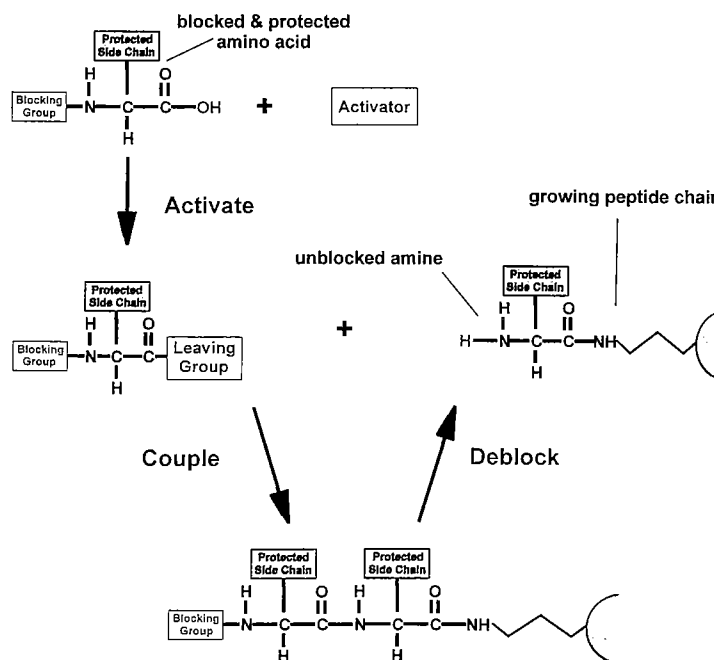 blocked & protected
amino acid
Protected
Side Chain
H
O
Blocking
Group
N
C
C
OH
H
+
Activator
Activate
growing peptide chain
unblocked amine
Protected
Side Chain
H
O
Blocking
Group
N
C
C
Leaving
Group
H
+
Protected
Side Chain
H
O
H
N
C
C
NH
H
Couple
Deblock
Protected
Side Chain
Protected
Side Chain
H
O
H
O
Blocking
Group
N
C
C
N
C
C
NH
H
H